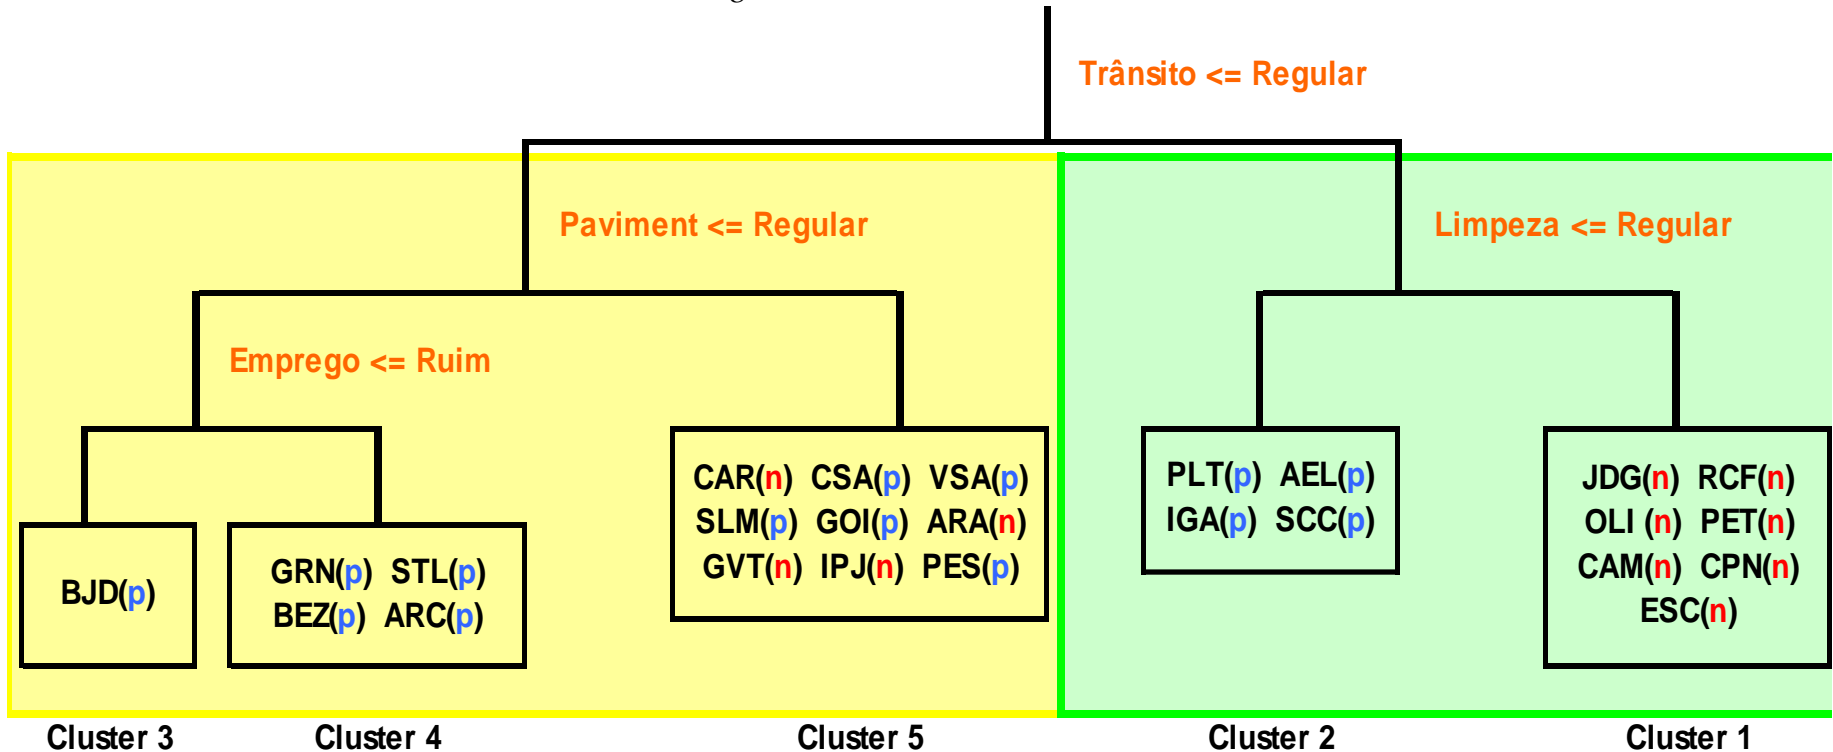 Trânsito <= Regular
Paviment <= Regular
Limpeza <= Regular
Emprego <= Ruim
BJD(p)
GRN(p) STL(p)
BEZ(p) ARC(p)
CAR(n) CSA(p) VSA(p)
SLM(p) GOI(p) ARA(n)
GVT(n) IPJ(n) PES(p)
PLT(p) AEL(p)
IGA(p) SCC(p)
JDG(n) RCF(n)
OLI (n) PET(n)
CAM(n) CPN(n)
ESC(n)
Cluster 3
Cluster 4
Cluster 5
Cluster 2
Cluster 1